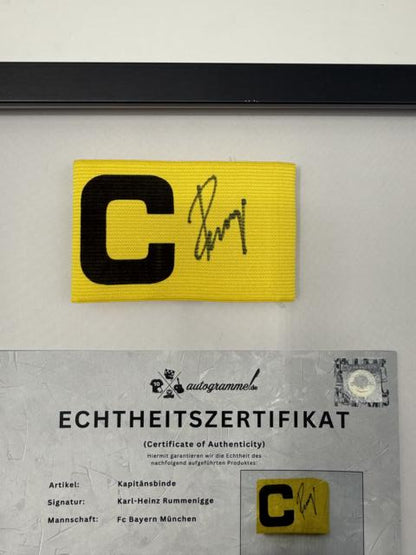 C
autogramme.de
ECHTHEITSZERTIFIKAT
(Certificate of Authenticity)
Hiermit garantieren wir die Echtheit des
nachfolgend aufgeführten Produktes:
Artikel: Kapitänsbinde
Signatur: Karl-Heinz Rummenigge
Mannschaft: Fc Bayern München
C